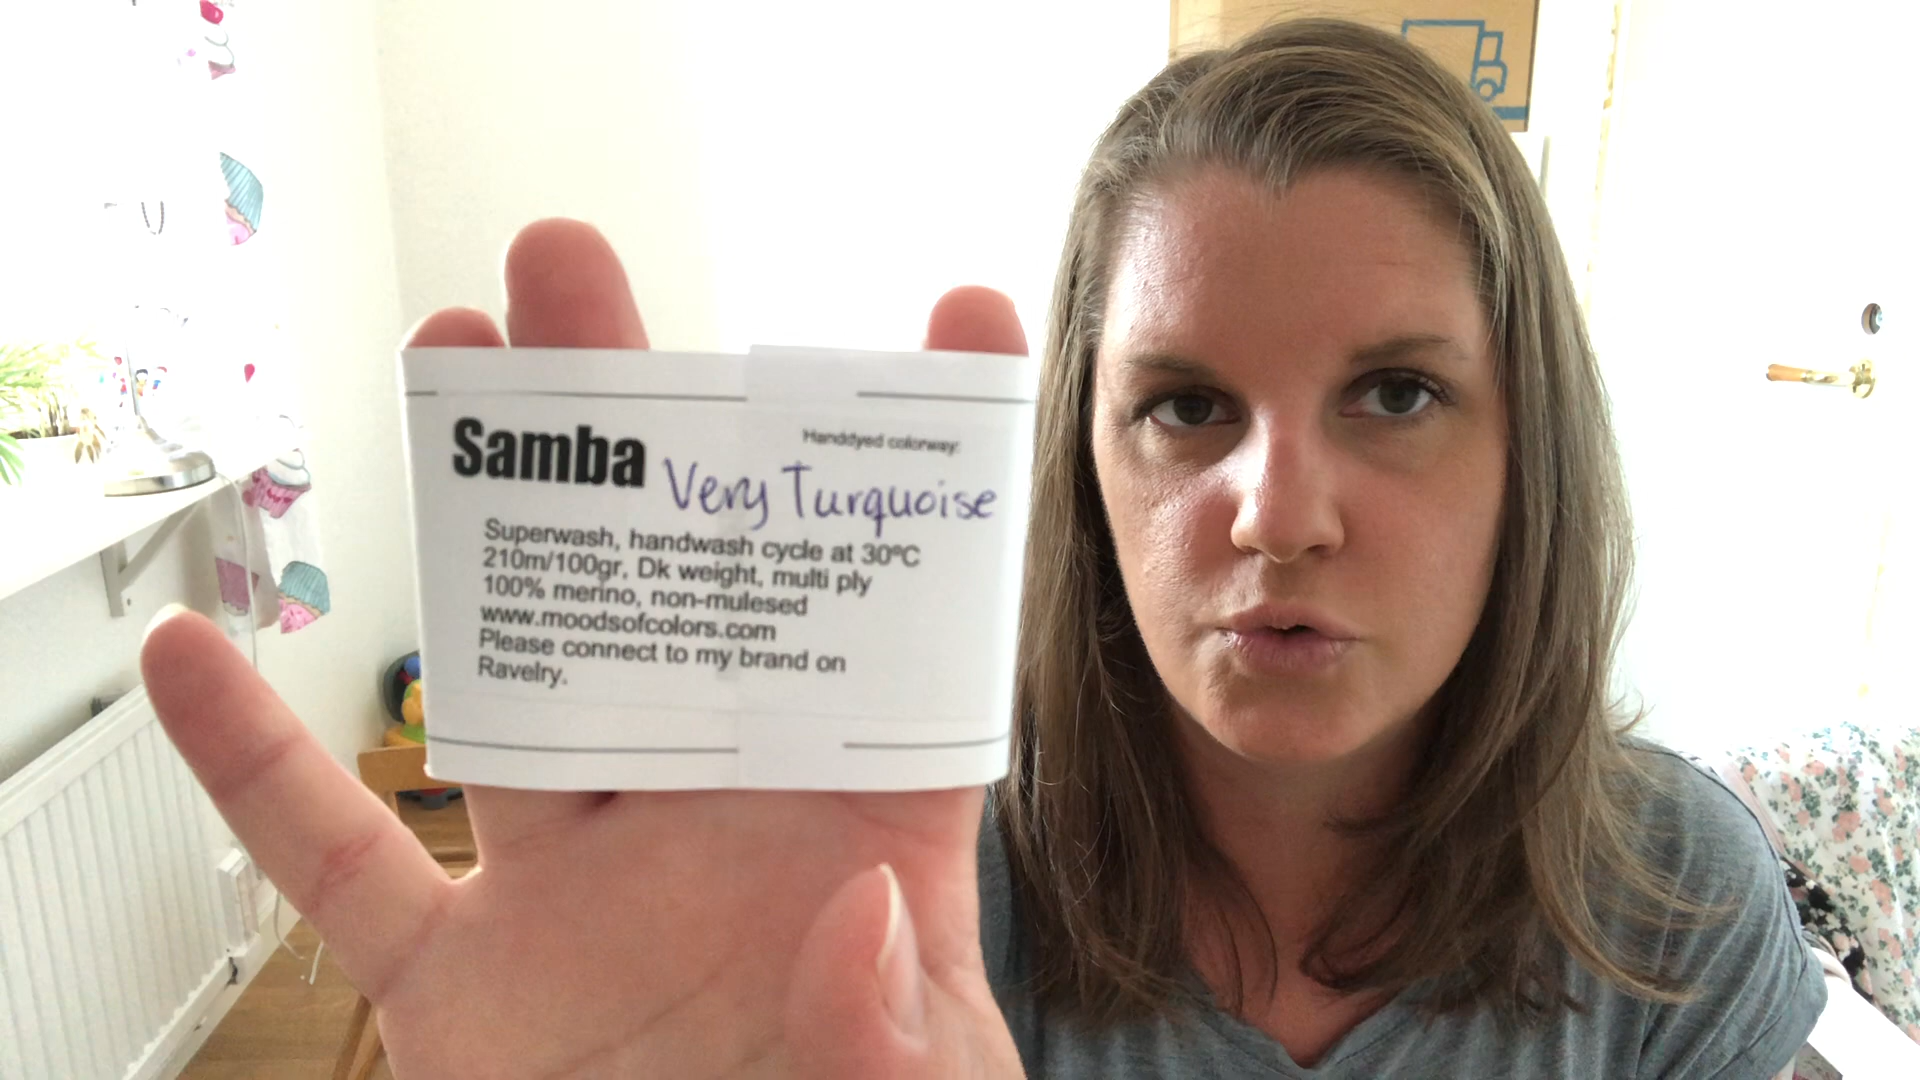 Samba
Handdyed colorway:
Very Turquoise
Superwash, handwash cycle at 30ºC
210m/100gr, Dk weight, multi ply
100% merino, non-mulesed
www.moodsofcolors.com
Please connect to my brand on
Ravelry.